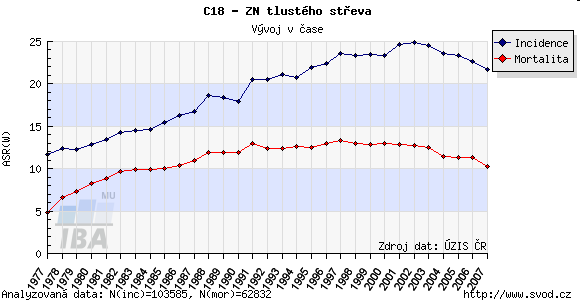 C18 - ZN tlustého střeva
Vývoj v čase
Incidence
Mortalita
ASR(W)
25
20
15
10
5
0
MU
IBA
Zdroj dat: ÚZIS ČR
1977 1978 1979 1980 1981 1982 1983 1984 1985 1986 1987 1988 1989 1990 1991 1992 1993 1994 1995 1996 1997 1998 1999 2000 2001 2002 2003 2004 2005 2006 2007
Analyzovaná data: N(inc)=103585, N(mor)=62832
http://www.svod.cz